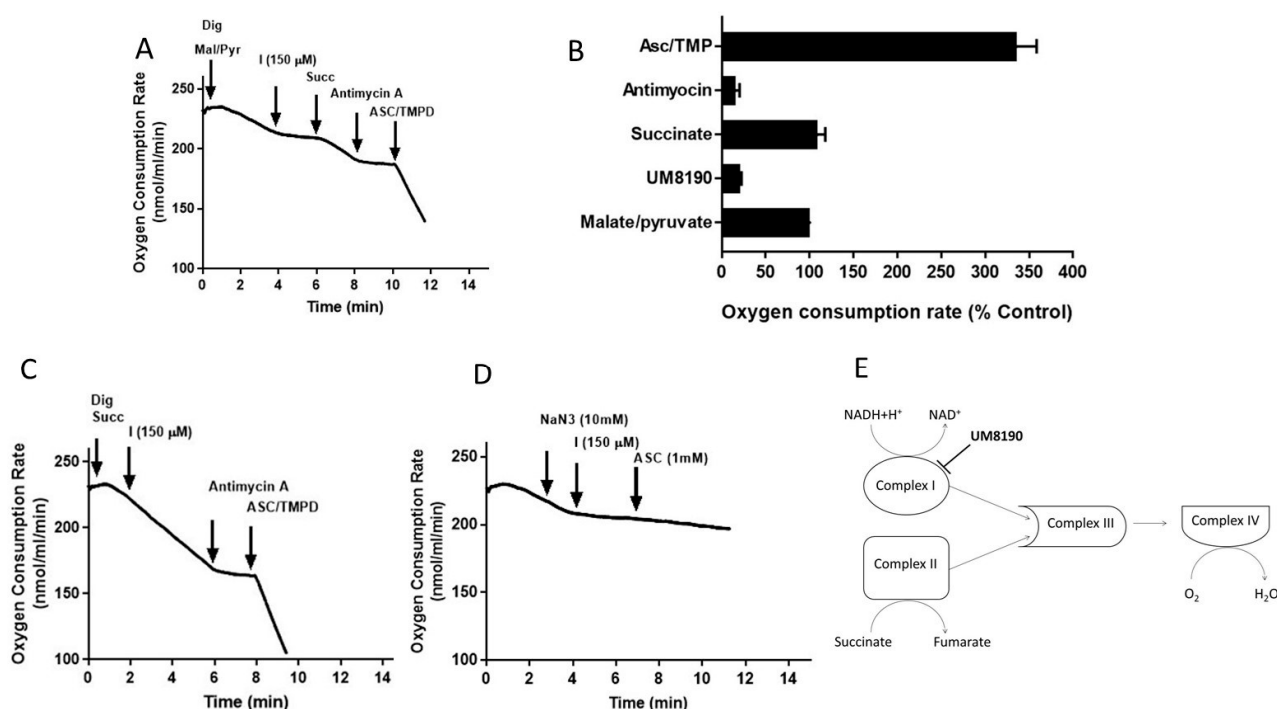 A
Dig
Mal/Pyr
I (150 μM)
Succ
Antimycin A
ASC/TMPD
Oxygen Consumption Rate
(nmol/ml/min)
250
200
150
100
0 2 4 6 8 10 12 14
Time (min)
B
Asc/TMP
Antimyocin
Succinate
UM8190
Malate/pyruvate
0 50 100 150 200 250 300 350 400
Oxygen consumption rate (% Control)
C
Dig
Succ
I (150 μM)
Antimycin A
ASC/TMPD
Oxygen Consumption Rate
(nmol/ml/min)
250
200
150
100
0 2 4 6 8 10 12 14
Time (min)
D
NaN3 (10mM)
I (150 μM)
ASC (1mM)
Oxygen Consumption Rate
(nmol/ml/min)
250
200
150
100
0 2 4 6 8 10 12 14
Time (min)
E
NADH+H⁺ NAD⁺
UM8190
Complex I
Complex III
Complex IV
Complex II
O₂ H₂O
Succinate Fumarate